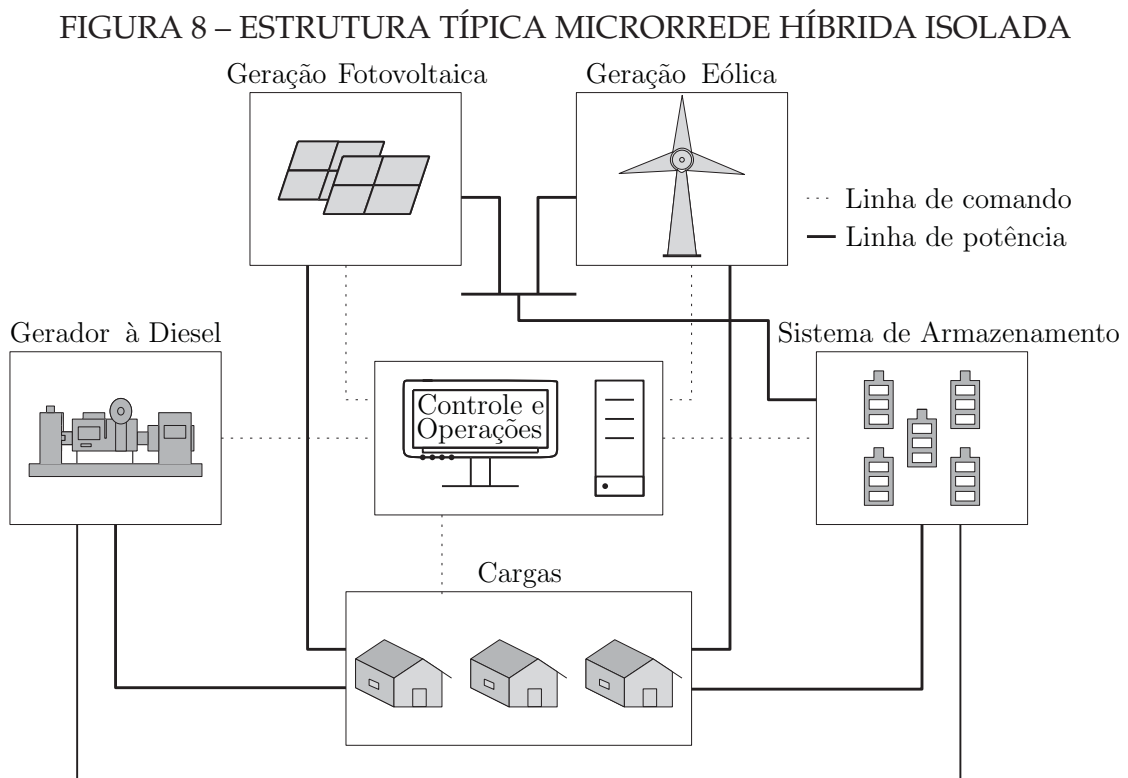 FIGURA 8 – ESTRUTURA TÍPICA MICRORREDE HÍBRIDA ISOLADA
Geração Fotovoltaica
Geração Eólica
Linha de comando
Linha de potência
Gerador à Diesel
Sistema de Armazenamento
Controle e
Operações
Cargas